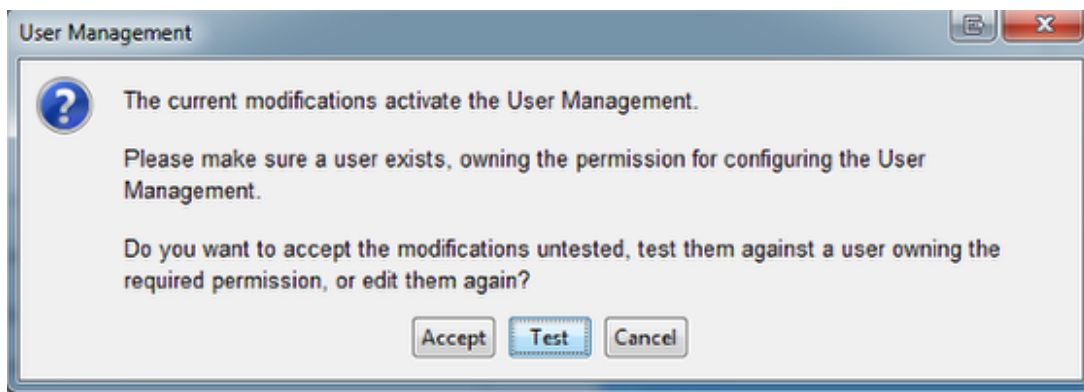 User Management
The current modifications activate the User Management.
Please make sure a user exists, owning the permission for configuring the User
Management.
Do you want to accept the modifications untested, test them against a user owning the
required permission, or edit them again?
Accept Test Cancel